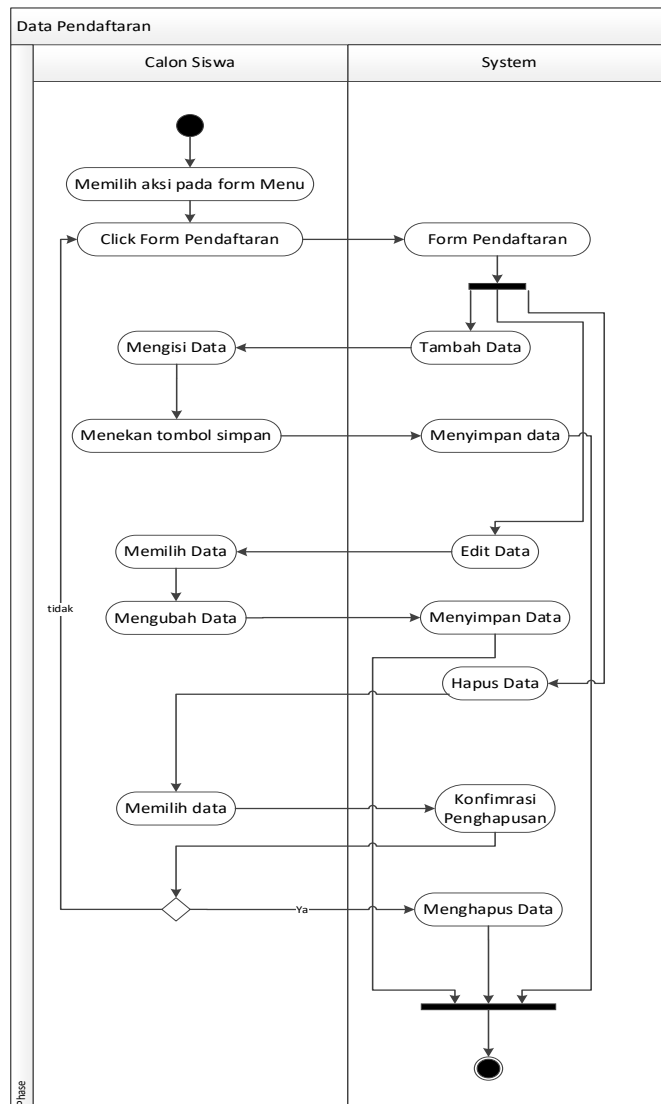 Data Pendaftaran
Calon Siswa
System
Memilih aksi pada form Menu
Click Form Pendaftaran
Form Pendaftaran
Mengisi Data
Tambah Data
Menekan tombol simpan
Menyimpan data
Memilih Data
Edit Data
tidak
Mengubah Data
Menyimpan Data
Hapus Data
Memilih data
Konfimrasi
Penghapusan
Ya
Menghapus Data
Phase